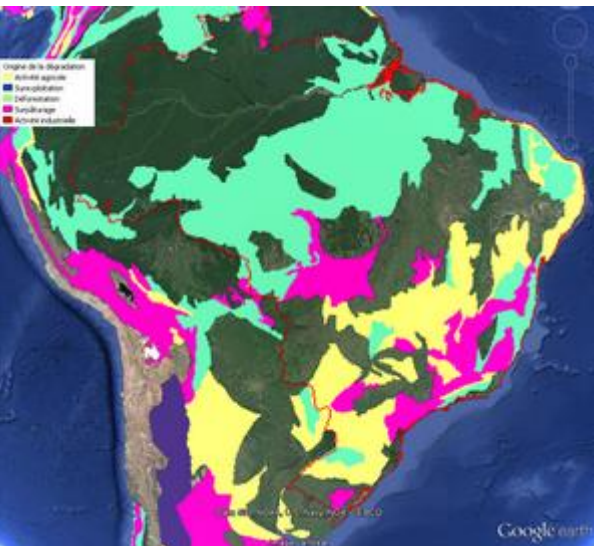 Origine de la dégradation
Activité agricole
Surexploitation
Déforestation
Surpâturage
Activité industrielle
Google earth